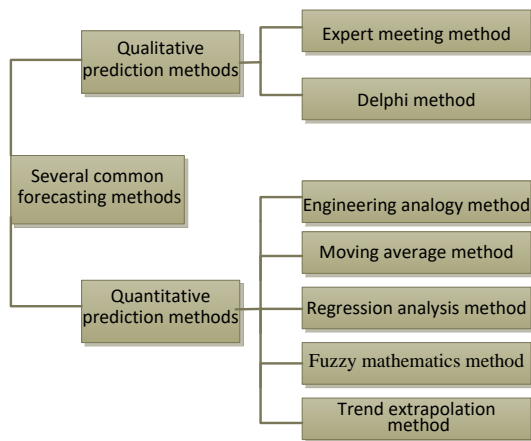 Qualitative
prediction methods
Expert meeting method
Delphi method
Several common
forecasting methods
Quantitative
prediction methods
Engineering analogy method
Moving average method
Regression analysis method
Fuzzy mathematics method
Trend extrapolation
method